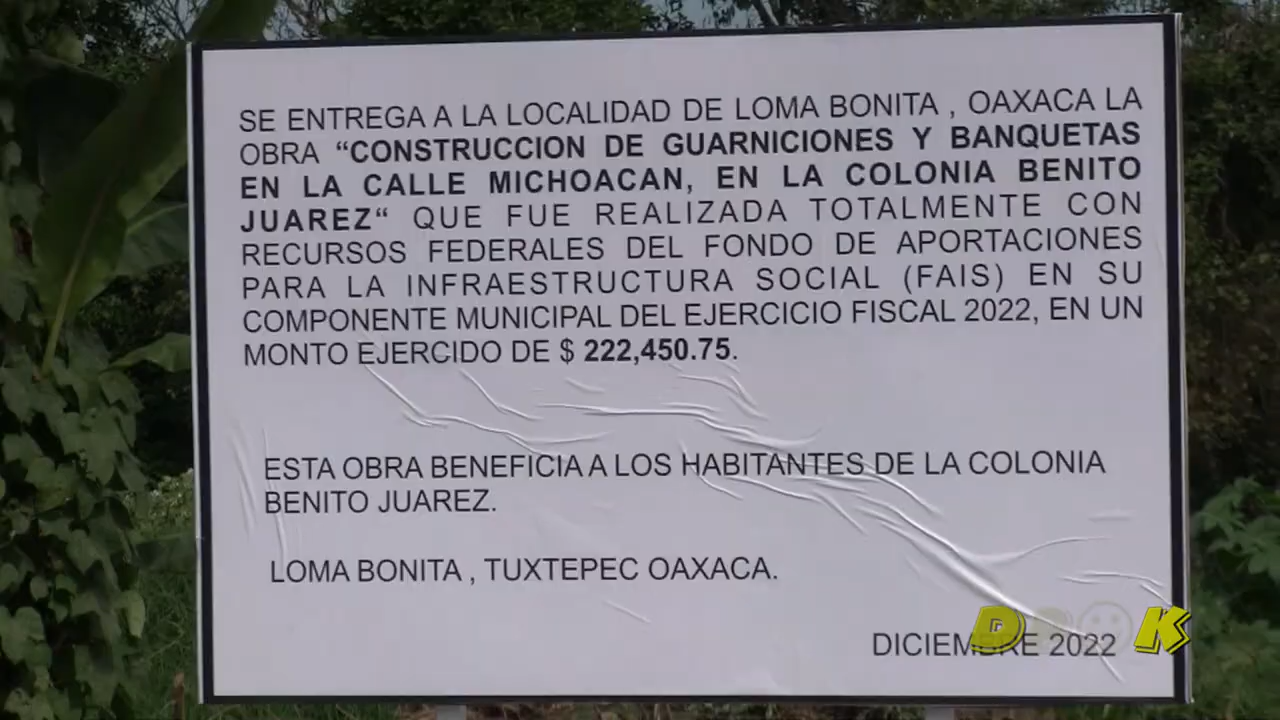 SE ENTREGA A LA LOCALIDAD DE LOMA BONITA , OAXACA LA
OBRA “CONSTRUCCION DE GUARNICIONES Y BANQUETAS
EN LA CALLE MICHOACAN, EN LA COLONIA BENITO
JUAREZ“ QUE FUE REALIZADA TOTALMENTE CON
RECURSOS FEDERALES DEL FONDO DE APORTACIONES
PARA LA INFRAESTRUCTURA SOCIAL (FAIS) EN SU
COMPONENTE MUNICIPAL DEL EJERCICIO FISCAL 2022, EN UN
MONTO EJERCIDO DE $ 222,450.75.
ESTA OBRA BENEFICIA A LOS HABITANTES DE LA COLONIA
BENITO JUAREZ.
LOMA BONITA , TUXTEPEC OAXACA.
DICIEMBRE 2022